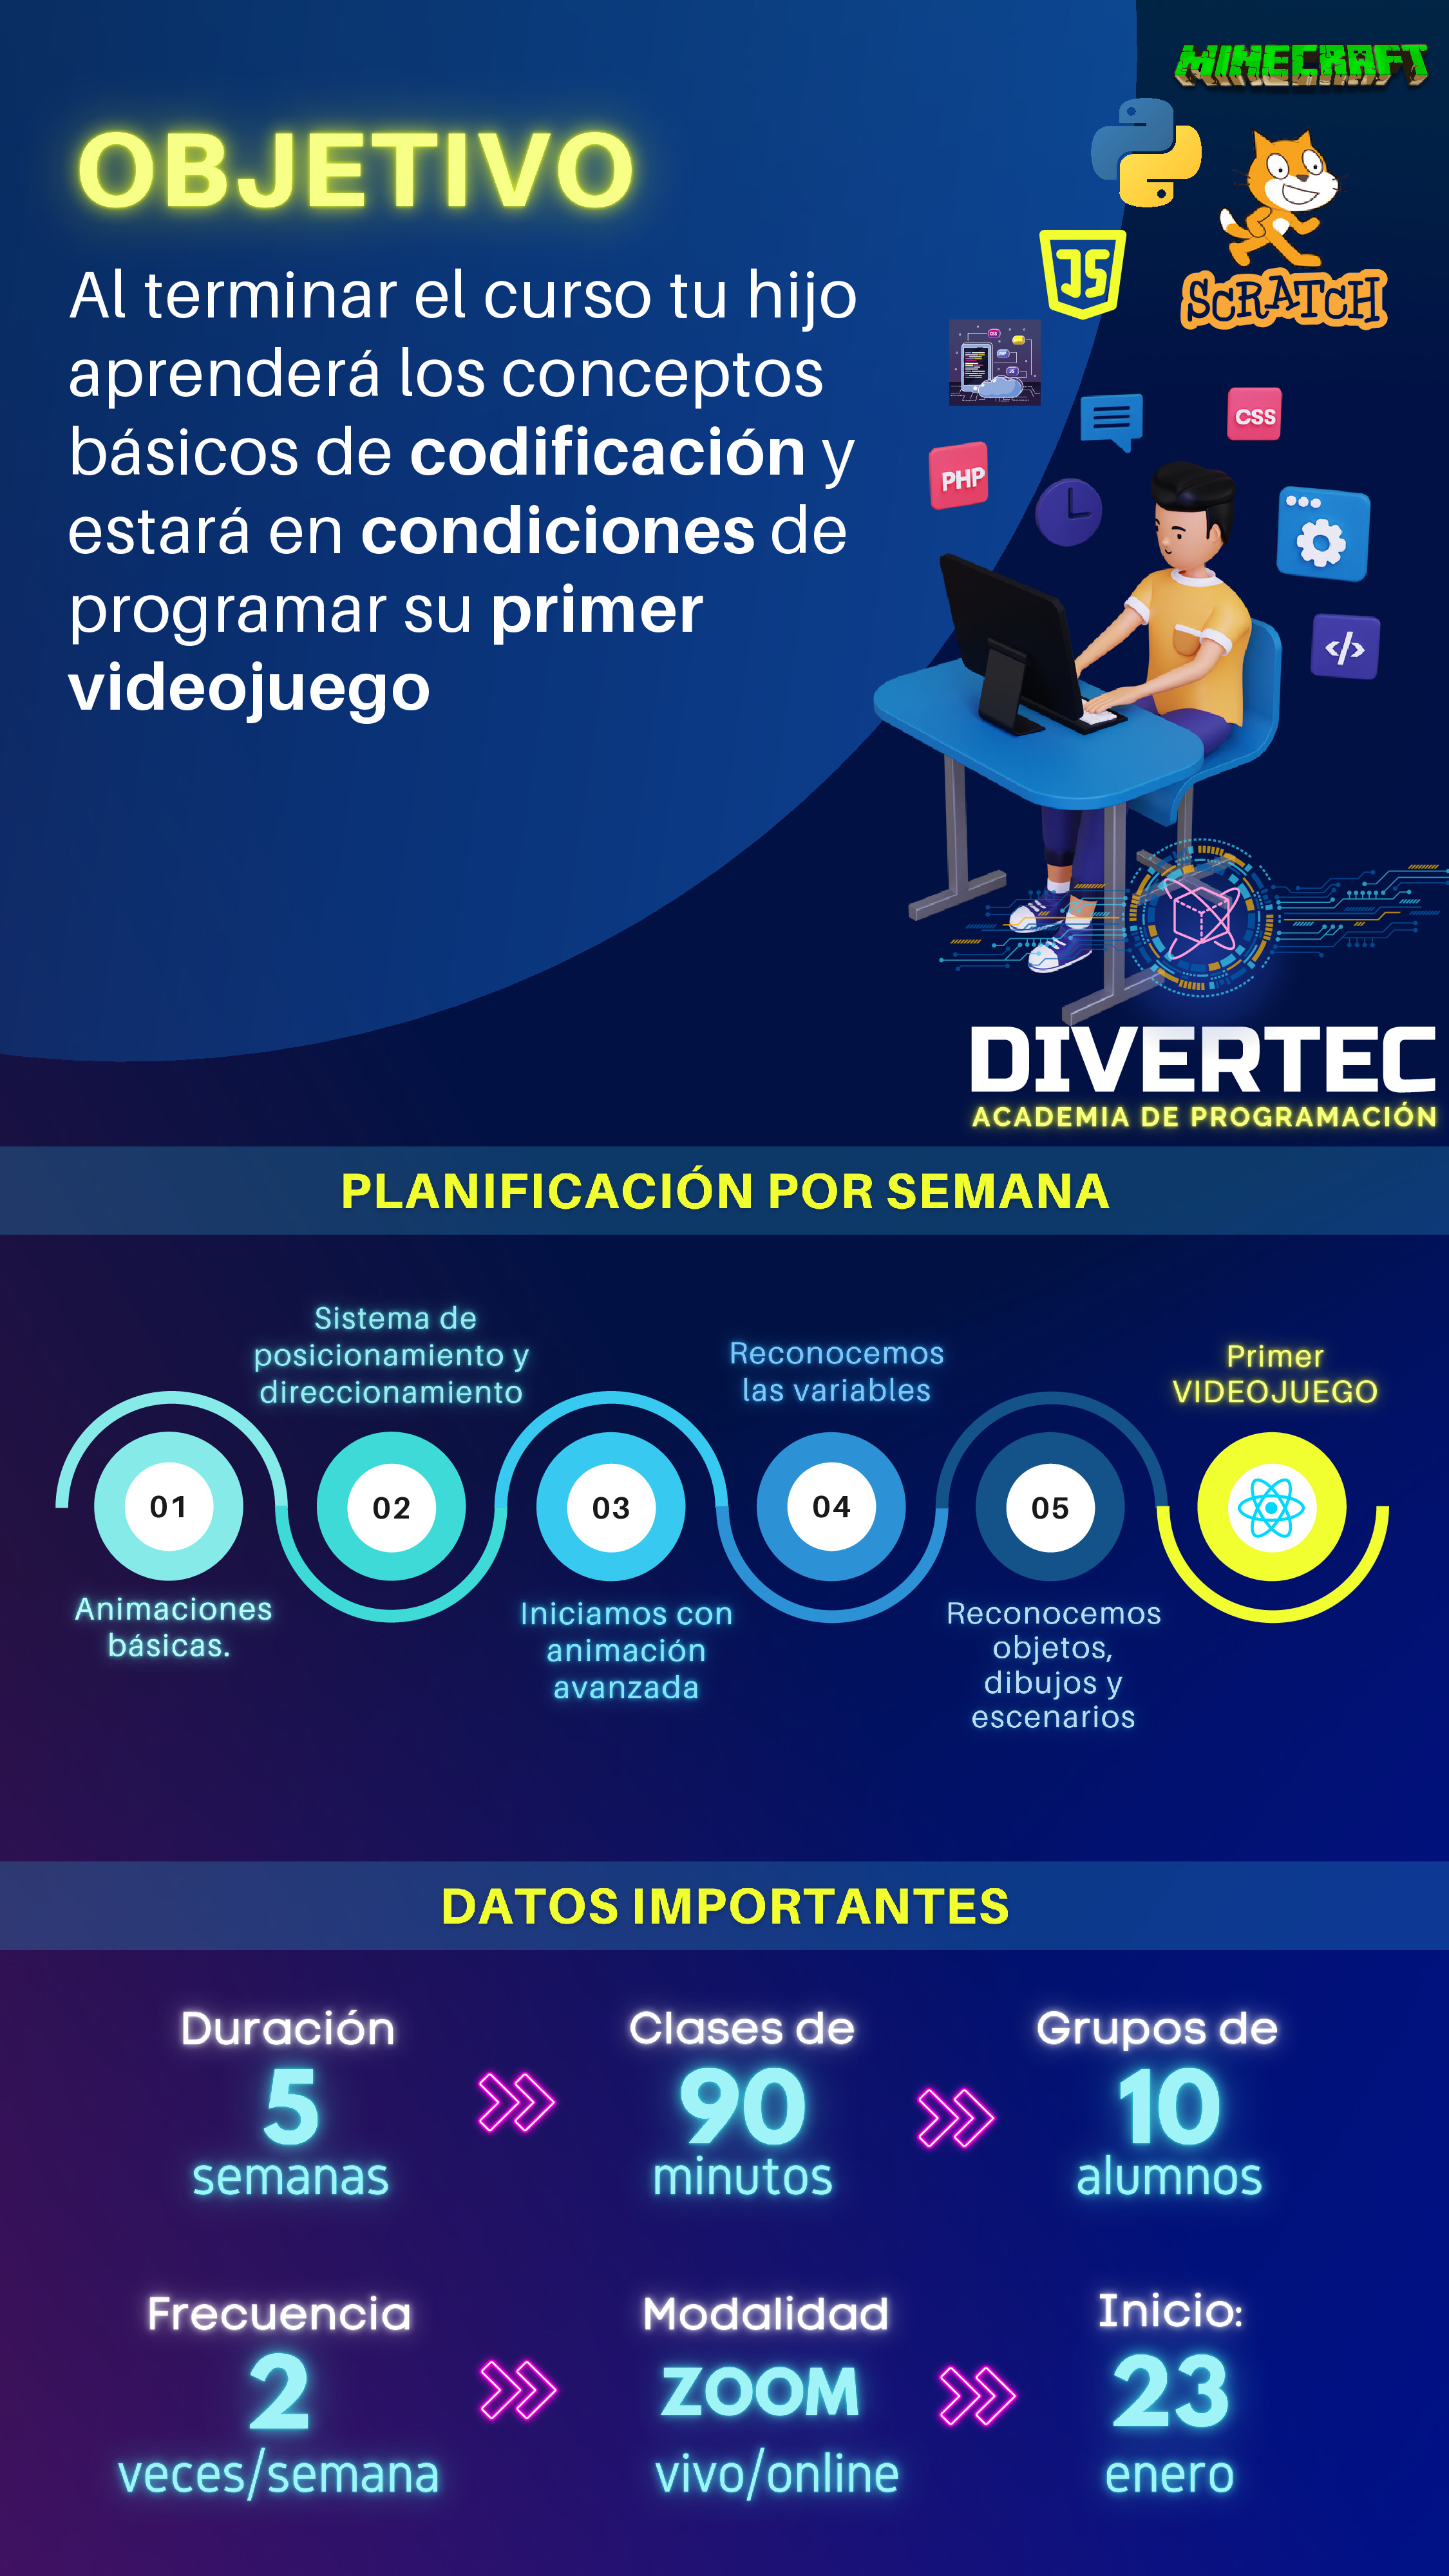 MINECRAFT
OBJETIVO
JS
SCRATCH
Al terminar el curso tu hijo
aprenderá los conceptos
básicos de codificación y
estará en condiciones de
programar su primer
videojuego
CSS
PHP
</>
DIVERTEC
ACADEMIA DE PROGRAMACIÓN
PLANIFICACIÓN POR SEMANA
01
Animaciones
básicas.
Sistema de
posicionamiento y
direccionamiento
02
03
Iniciamos con
animación
avanzada
Reconocemos
las variables
04
05
Reconocemos
objetos,
dibujos y
escenarios
Primer
VIDEOJUEGO
DATOS IMPORTANTES
Duración
5
semanas
Clases de
90
minutos
Grupos de
10
alumnos
Frecuencia
2
veces/semana
Modalidad
ZOOM
vivo/online
Inicio:
23
enero